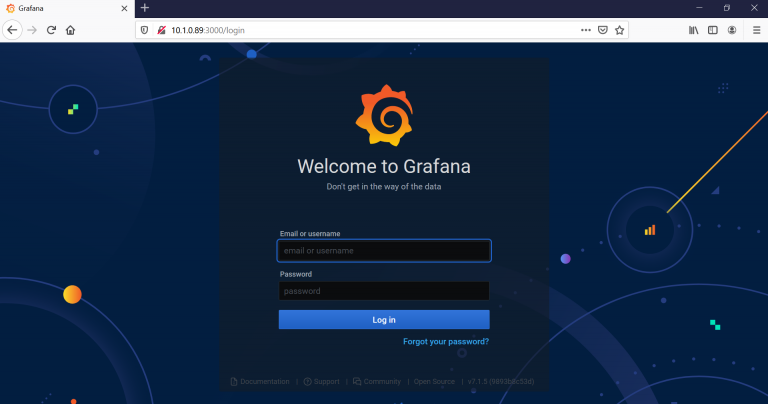 Grafana
10.1.0.89:3000/login
Welcome to Grafana
Don't get in the way of the data
Email or username
email or username
Password
password
Log in
Forgot your password?
Documentation | Support | Community | Open Source | v7.1.5